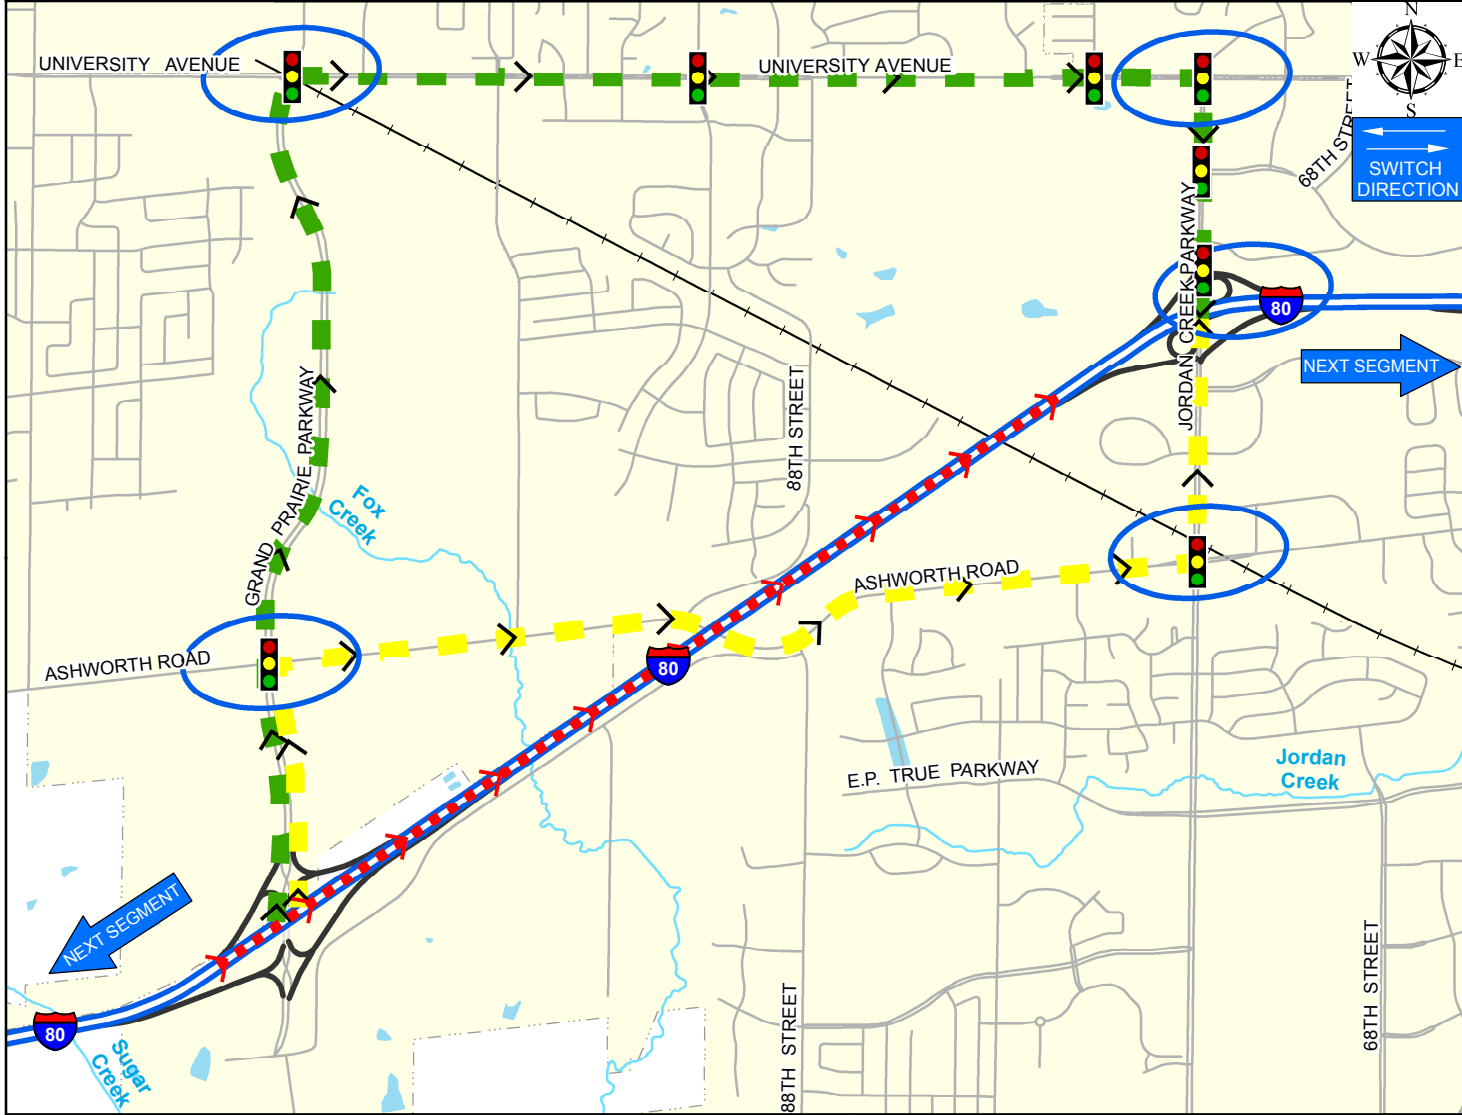 N
W
E
S
UNIVERSITY AVENUE
UNIVERSITY AVENUE
68TH STREET
SWITCH
DIRECTION
JORDAN CREEK PARKWAY
80
NEXT SEGMENT
GRAND PRAIRIE PARKWAY
88TH STREET
Fox
Creek
ASHWORTH ROAD
ASHWORTH ROAD
80
E.P. TRUE PARKWAY
Jordan
Creek
NEXT SEGMENT
80
Sugar
Creek
88TH STREET
68TH STREET